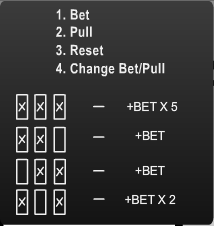 1. Bet
2. Pull
3. Reset
4. Change Bet/Pull
X X X — +BET X 5
X X — +BET
X X — +BET
X X — +BET X 2